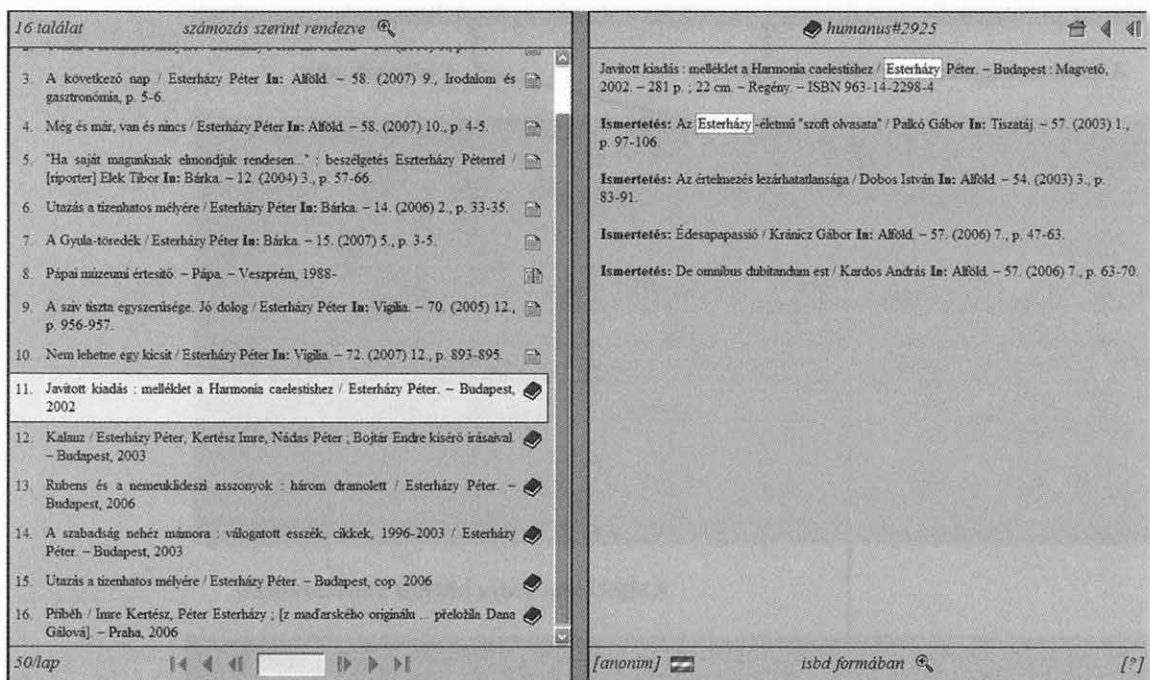 16 találat számozás szerint rendezve
3. A következő nap / Esterházy Péter In: Alföld. – 58. (2007) 9., Irodalom és
gasztronómia, p. 5-6.
4. Még és már, van és nincs / Esterházy Péter In: Alföld. – 58. (2007) 10., p. 4-5.
5. "Ha saját magunknak elmondjuk rendesen..." : beszélgetés Eszterházy Péterrel /
[riporter] Elek Tibor In: Bárka. – 12. (2004) 3., p. 57-66.
6. Utazás a tizenhatos mélyére / Esterházy Péter In: Bárka. – 14. (2006) 2., p. 33-35.
7. A Gyula-töredék / Esterházy Péter In: Bárka. – 15. (2007) 5., p. 3-5.
8. Pápai múzeumi értesítő. – Pápa. – Veszprém, 1988-
9. A szív tiszta egyszerűsége. Jó dolog / Esterházy Péter In: Vigilia. – 70. (2005) 12.,
p. 956-957.
10. Nem lehetne egy kicsit / Esterházy Péter In: Vigilia. – 72. (2007) 12., p. 893-895.
11. Javított kiadás : melléklet a Harmonia caelestishez / Esterházy Péter. – Budapest,
2002
12. Kalauz / Esterházy Péter, Kertész Imre, Nádas Péter ; Bojtár Endre kísérő írásaival.
– Budapest, 2003
13. Rubens és a nemeuklideszi asszonyok : három dramolett / Esterházy Péter. –
Budapest, 2006
14. A szabadság nehéz mámora : válogatott esszék, cikkek, 1996-2003 / Esterházy
Péter. – Budapest, 2003
15. Utazás a tizenhatos mélyére / Esterházy Péter. – Budapest, cop. 2006
16. Příběh / Imre Kertész, Péter Esterházy ; [z maďarského originálu ... přeložila Dana
Gálová]. – Praha, 2006
50/lap
humanus#2925
Javított kiadás : melléklet a Harmonia caelestishez / Esterházy Péter. – Budapest : Magvető,
2002. – 281 p. ; 22 cm. – Regény. – ISBN 963-14-2298-4
Ismertetés: Az Esterházy-életmű "szoft olvasata" / Palkó Gábor In: Tiszatáj. – 57. (2003) 1.,
p. 97-106.
Ismertetés: Az értelmezés lezárhatatlansága / Dobos István In: Alföld. – 54. (2003) 3., p.
83-91.
Ismertetés: Édesapapassió / Kránicz Gábor In: Alföld. – 57. (2006) 7., p. 47-63.
Ismertetés: De omnibus dubitandum est / Kardos András In: Alföld. – 57. (2006) 7., p. 63-70.
[anonim] isbd formában [?]